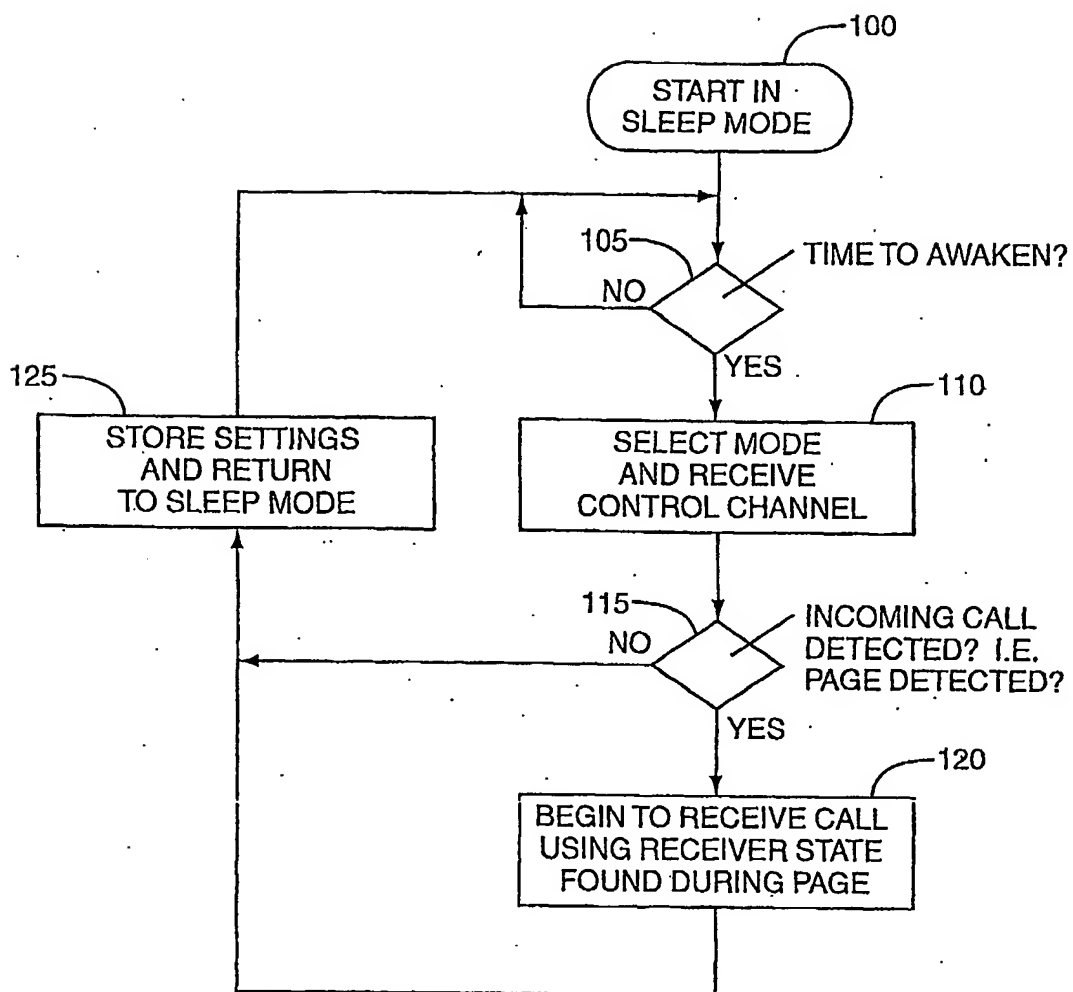 100
START IN
SLEEP MODE
105
TIME TO AWAKEN?
NO
YES
125
110
STORE SETTINGS
AND RETURN
TO SLEEP MODE
SELECT MODE
AND RECEIVE
CONTROL CHANNEL
115
INCOMING CALL
DETECTED? I.E.
PAGE DETECTED?
NO
YES
120
BEGIN TO RECEIVE CALL
USING RECEIVER STATE
FOUND DURING PAGE